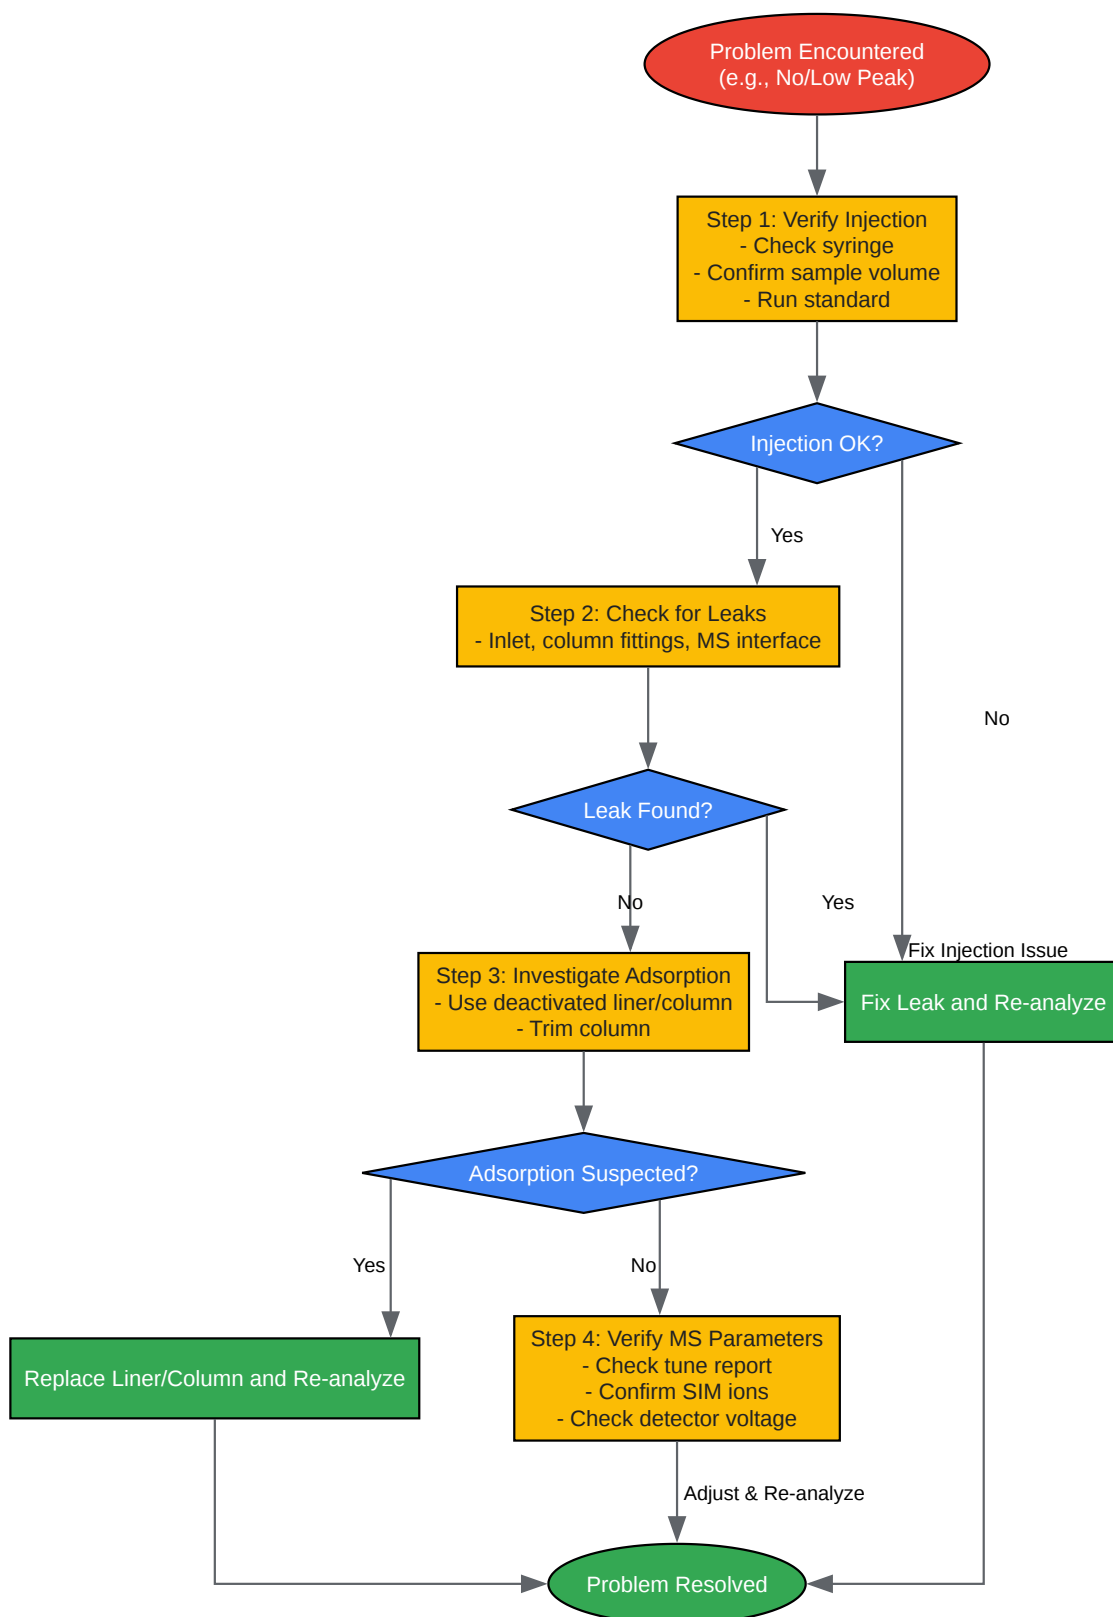 Problem Encountered
(e.g., No/Low Peak)
Step 1: Verify Injection
- Check syringe
- Confirm sample volume
- Run standard
Injection OK?
Yes
Step 2: Check for Leaks
- Inlet, column fittings, MS interface
No
Leak Found?
No
Yes
Fix Injection Issue
Step 3: Investigate Adsorption
- Use deactivated liner/column
- Trim column
Fix Leak and Re-analyze
Adsorption Suspected?
Yes
No
Replace Liner/Column and Re-analyze
Step 4: Verify MS Parameters
- Check tune report
- Confirm SIM ions
- Check detector voltage
Adjust & Re-analyze
Problem Resolved